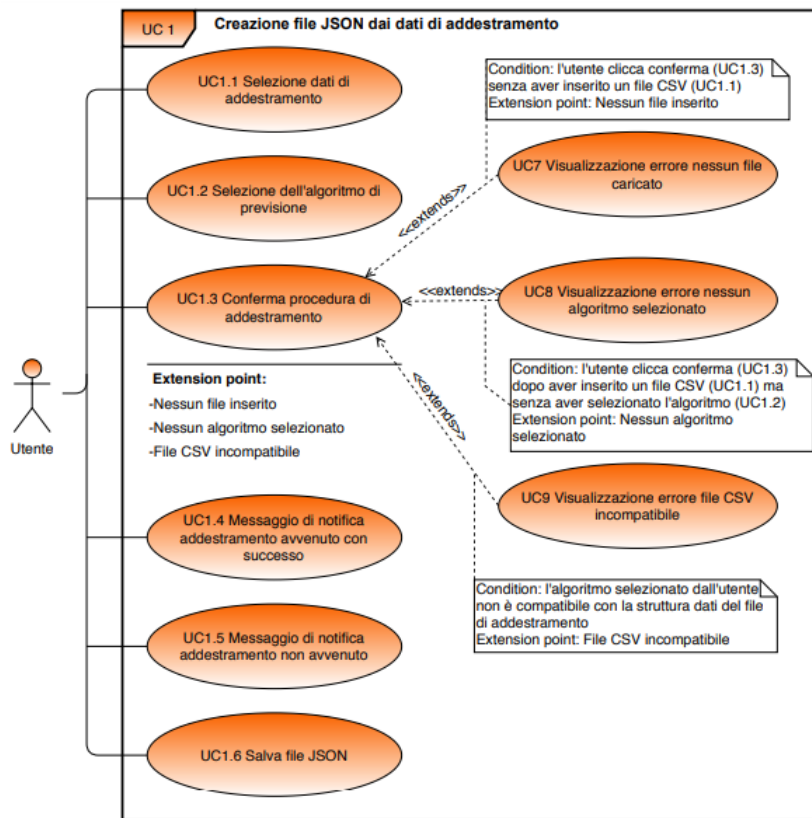 UC 1
Creazione file JSON dai dati di addestramento
UC1.1 Selezione dati di
addestramento
Condition: l'utente clicca conferma (UC1.3)
senza aver inserito un file CSV (UC1.1)
Extension point: Nessun file inserito
UC1.2 Selezione dell'algoritmo di
previsione
UC7 Visualizzazione errore nessun file
caricato
<<extends>>
UC1.3 Conferma procedura di
addestramento
<<extends>>
UC8 Visualizzazione errore nessun
algoritmo selezionato
Extension point:
-Nessun file inserito
-Nessun algoritmo selezionato
-File CSV incompatibile
<<extends>>
Condition: l'utente clicca conferma (UC1.3)
dopo aver inserito un file CSV (UC1.1) ma
senza aver selezionato l'algoritmo (UC1.2)
Extension point: Nessun algoritmo
selezionato
Utente
UC9 Visualizzazione errore file CSV
incompatibile
UC1.4 Messaggio di notifica
addestramento avvenuto con
successo
Condition: l'algoritmo selezionato dall'utente
non è compatibile con la struttura dati del file
di addestramento
Extension point: File CSV incompatibile
UC1.5 Messaggio di notifica
addestramento non avvenuto
UC1.6 Salva file JSON